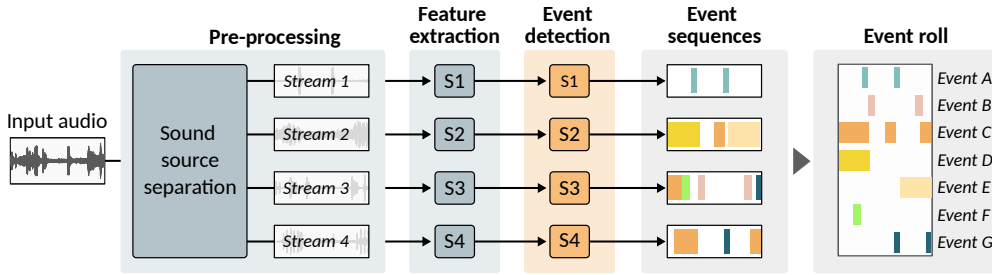 Pre-processing
Feature
extraction
Event
detection
Event
sequences
Event roll
Input audio
Sound
source
separation
Stream 1
Stream 2
Stream 3
Stream 4
S1
S2
S3
S4
S1
S2
S3
S4
Event A
Event B
Event C
Event D
Event E
Event F
Event G